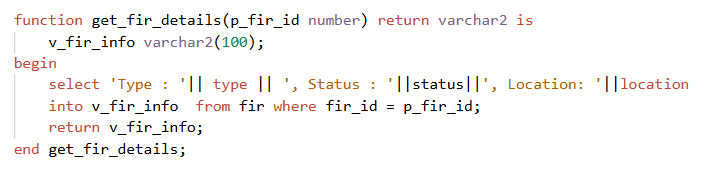 function get_fir_details(p_fir_id number) return varchar2 is
    v_fir_info varchar2(100);
begin
    select 'Type : '|| type || ', Status : '||status||', Location: '||location
    into v_fir_info  from fir where fir_id = p_fir_id;
    return v_fir_info;
end get_fir_details;